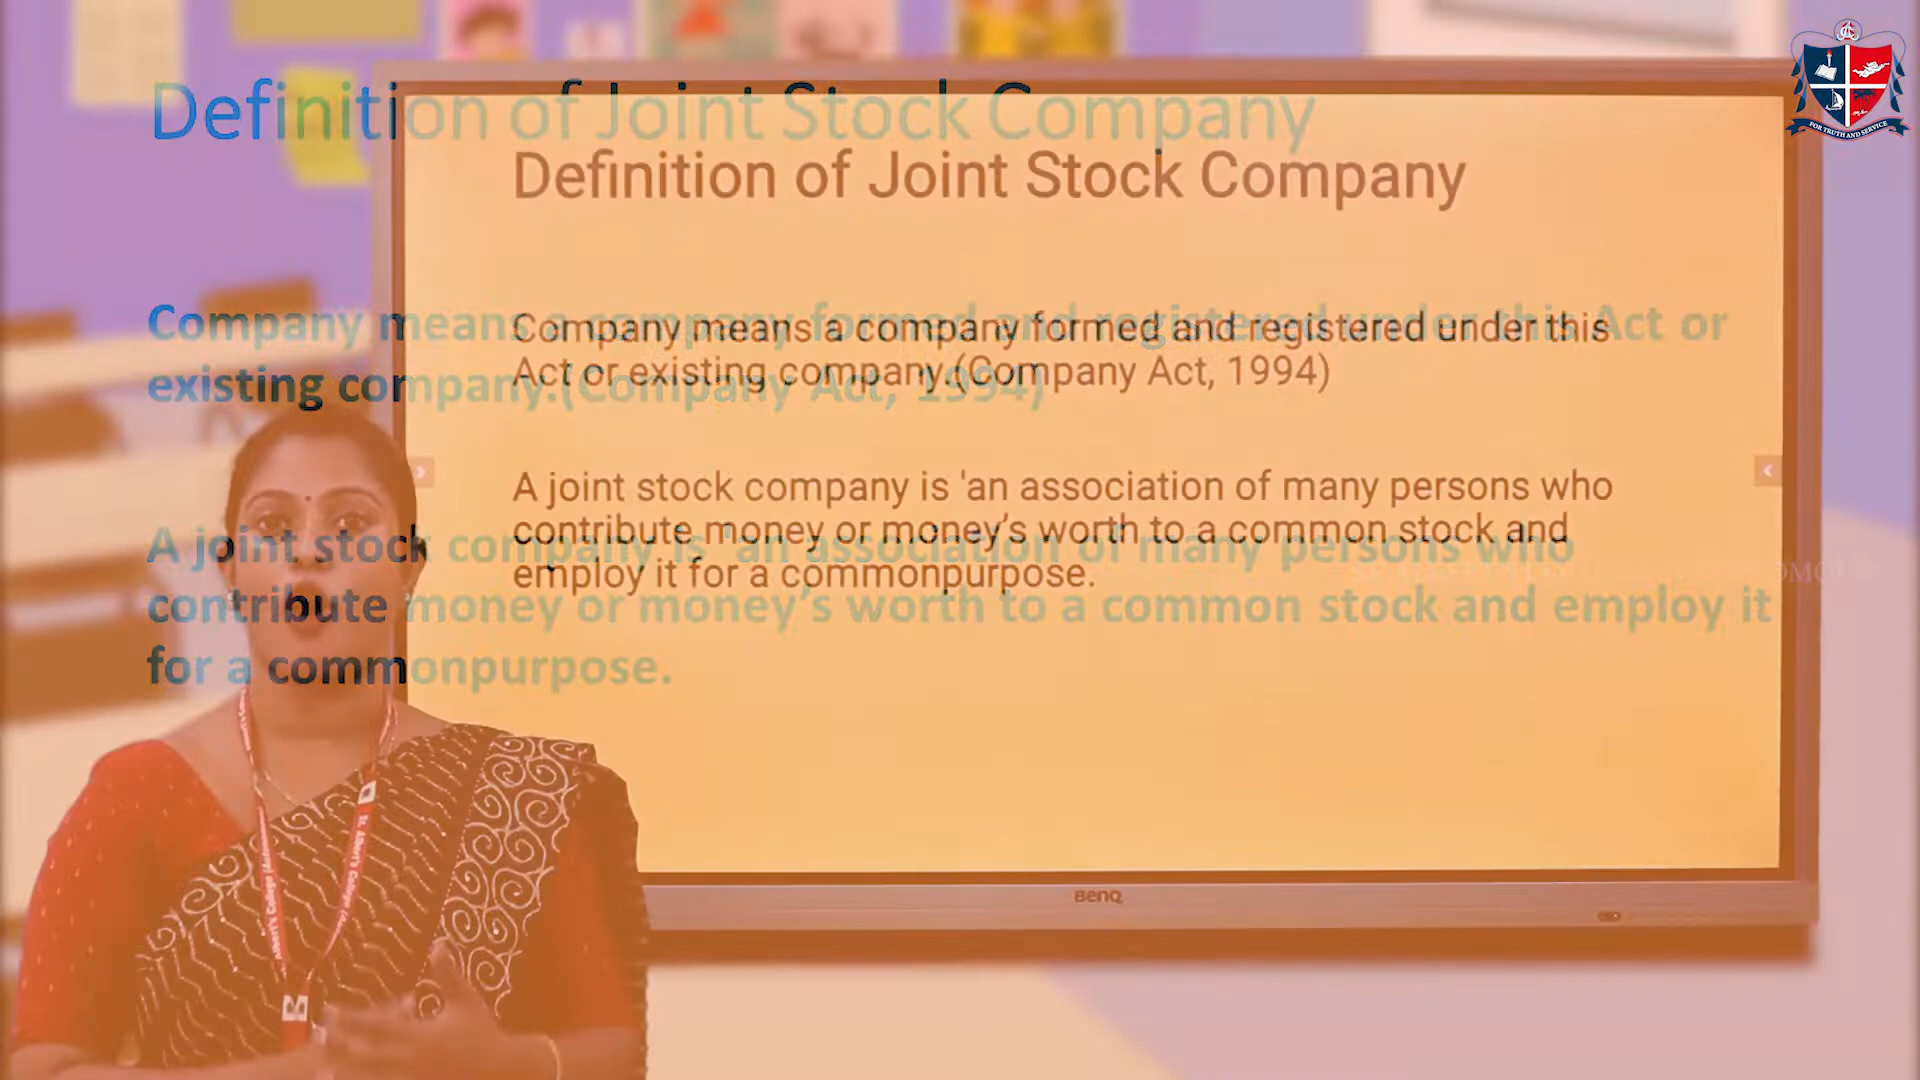 Definition of Joint Stock Company
Company means a company formed and registered under this Act or
existing company.(Company Act, 1994)
A joint stock company is 'an association of many persons who
contribute money or money’s worth to a common stock and employ it
for a commonpurpose.
Definition of Joint Stock Company
Company means a company formed and registered under this
Act or existing company.(Company Act, 1994)
A joint stock company is 'an association of many persons who
contribute money or money’s worth to a common stock and
employ it for a commonpurpose.
BenQ
FOR TRUTH AND SERVICE